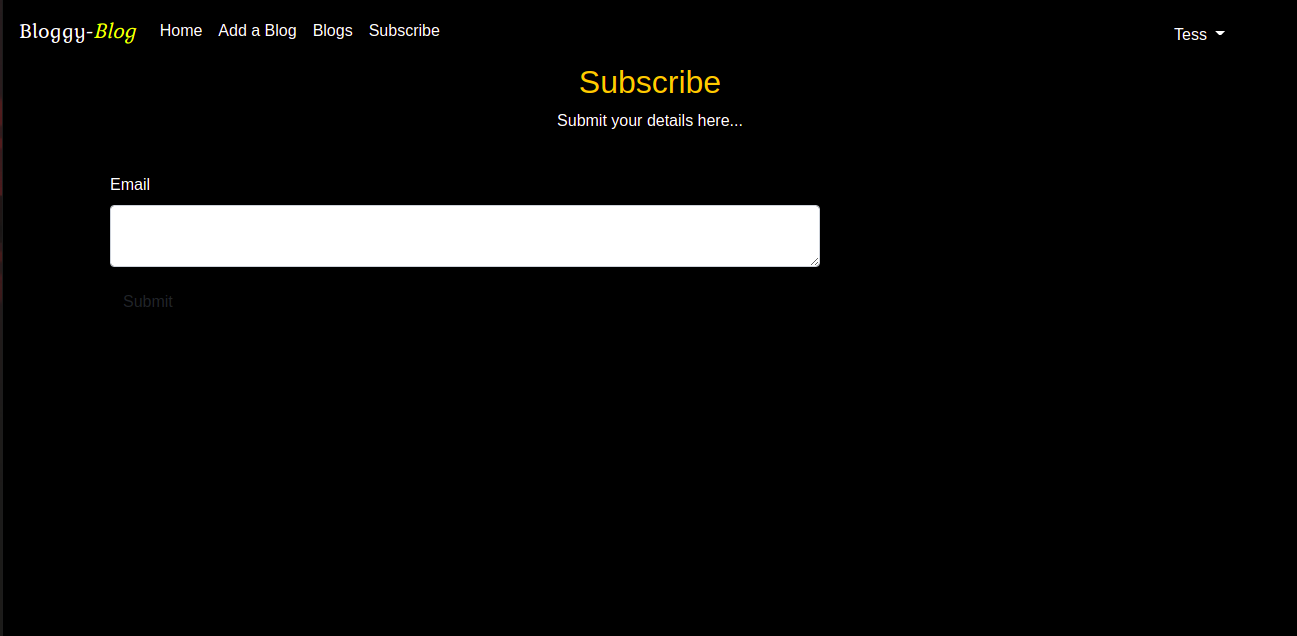 Bloggy-Blog Home Add a Blog Blogs Subscribe Tess
Subscribe
Submit your details here...
Email
Submit